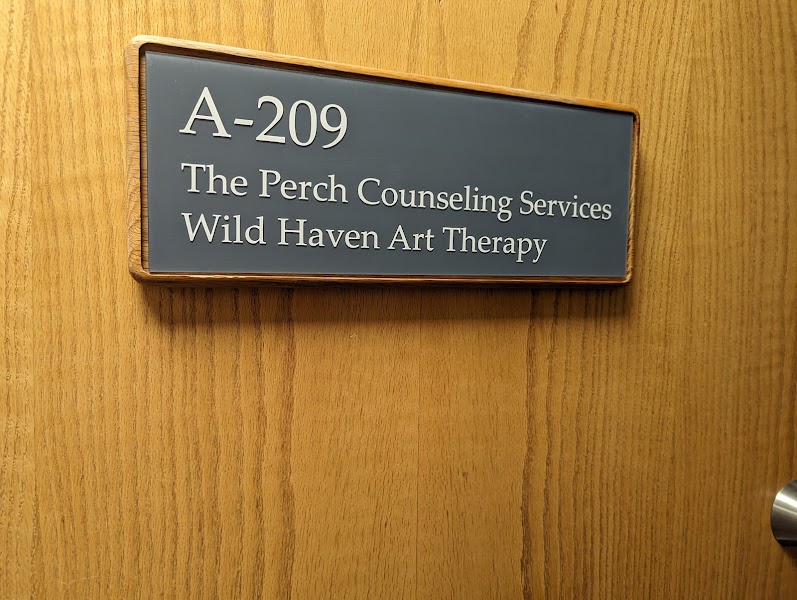 A-209
The Perch Counseling Services
Wild Haven Art Therapy